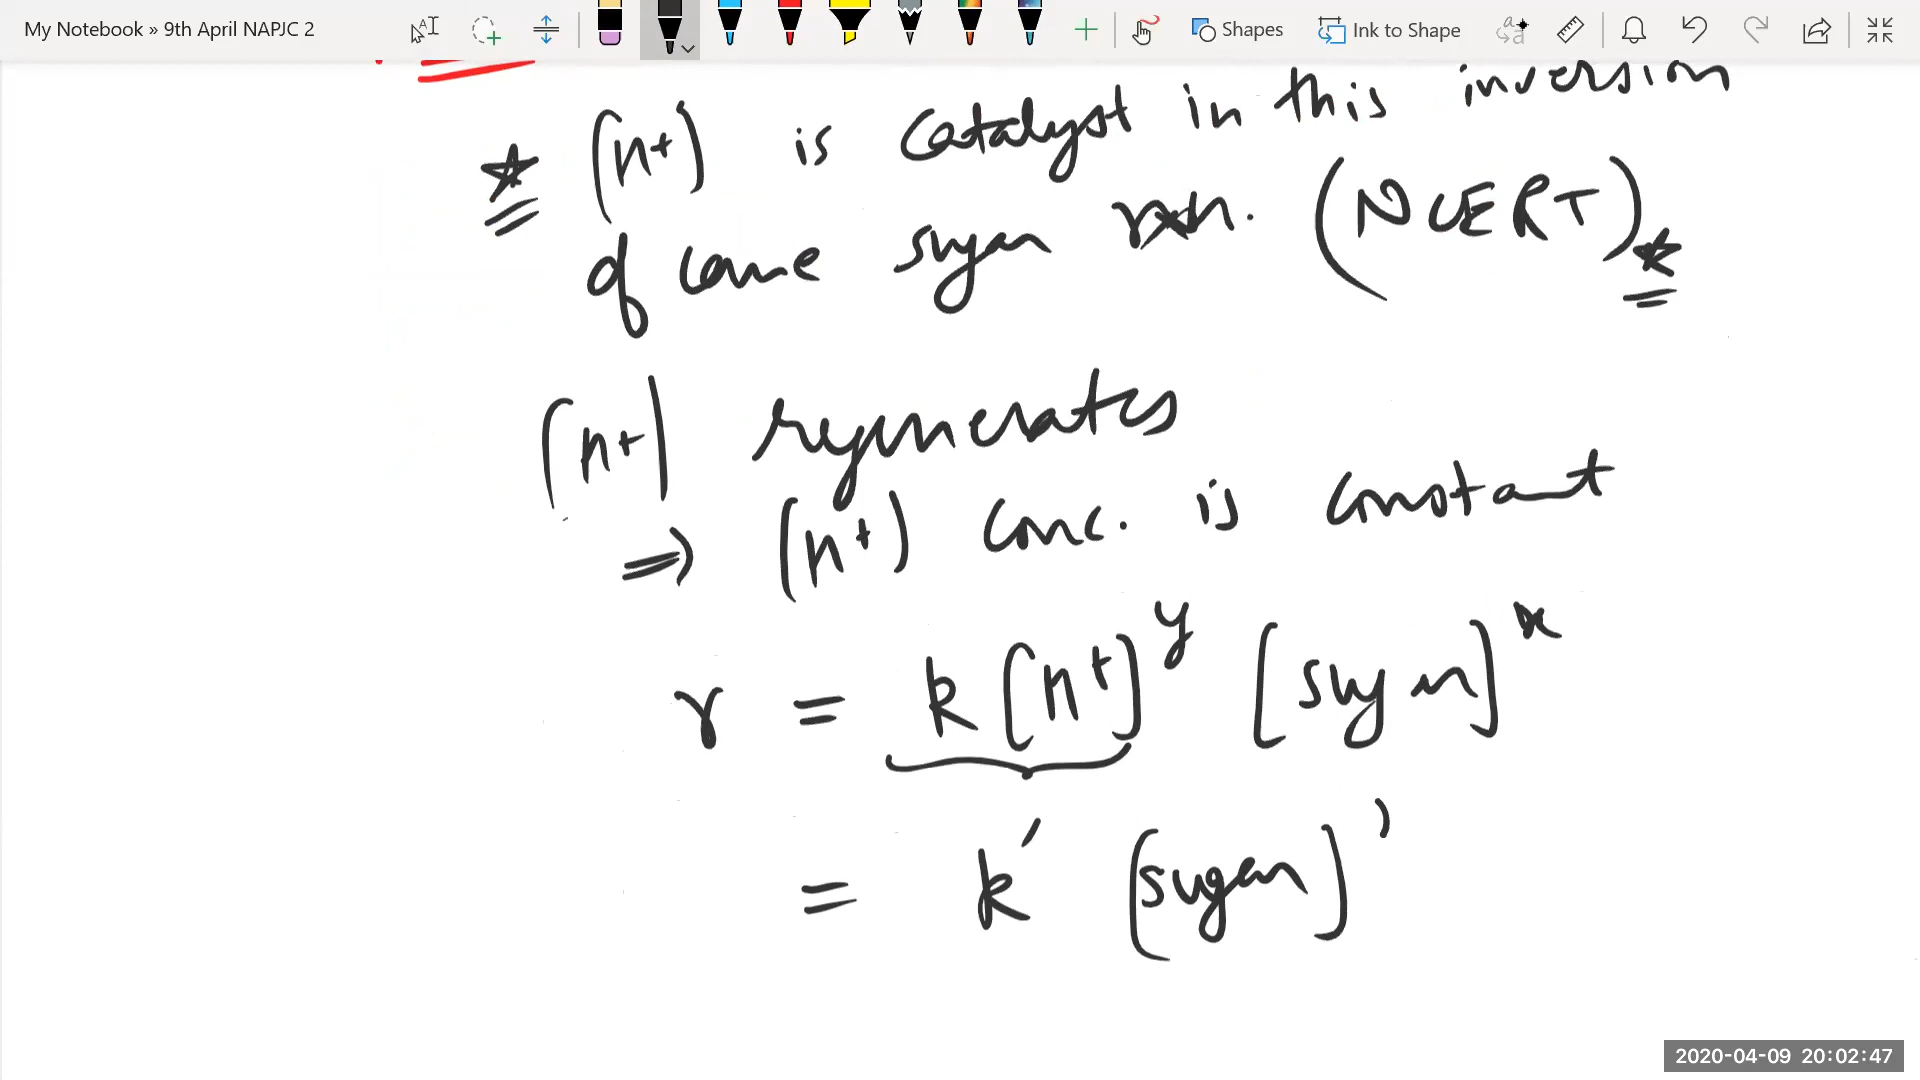 My Notebook » 9th April NAPJC 2
Shapes
Ink to Shape
(H+) is catalyst in this inversion
of cane sugar rxn. (NCERT)
(H+) regenerates
⇒ (H+) conc. is constant
r = k [H+]^y [sugar]^x
= k' [sugar]^1
2020-04-09 20:02:47